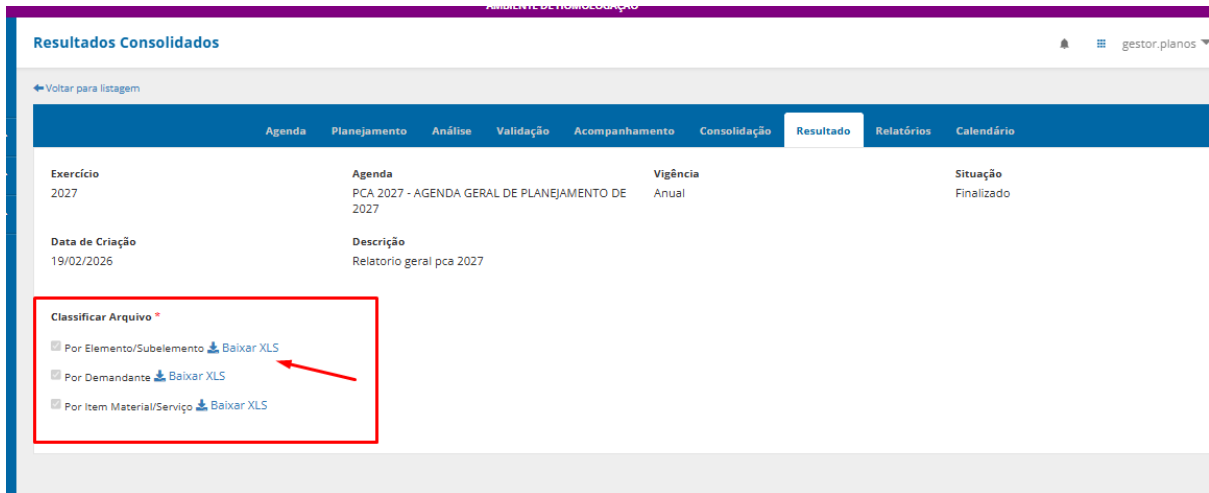 AMBIENTE DE HOMOLOGAÇÃO
Resultados Consolidados
gestor.planos
Voltar para listagem
Agenda Planejamento Análise Validação Acompanhamento Consolidação Resultado Relatórios Calendário
Exercício Agenda Vigência Situação
2027 PCA 2027 - AGENDA GERAL DE PLANEJAMENTO DE Anual Finalizado
2027
Data de Criação Descrição
19/02/2026 Relatorio geral pca 2027
Classificar Arquivo *
Por Elemento/Subelemento Baixar XLS
Por Demandante Baixar XLS
Por Item Material/Serviço Baixar XLS